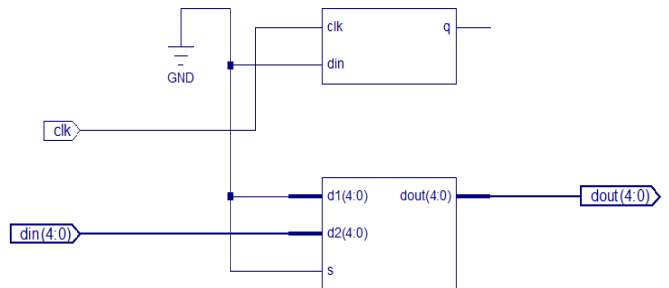 clk q
din
GND
clk
d1(4:0) dout(4:0) dout(4:0)
din(4:0) d2(4:0)
s